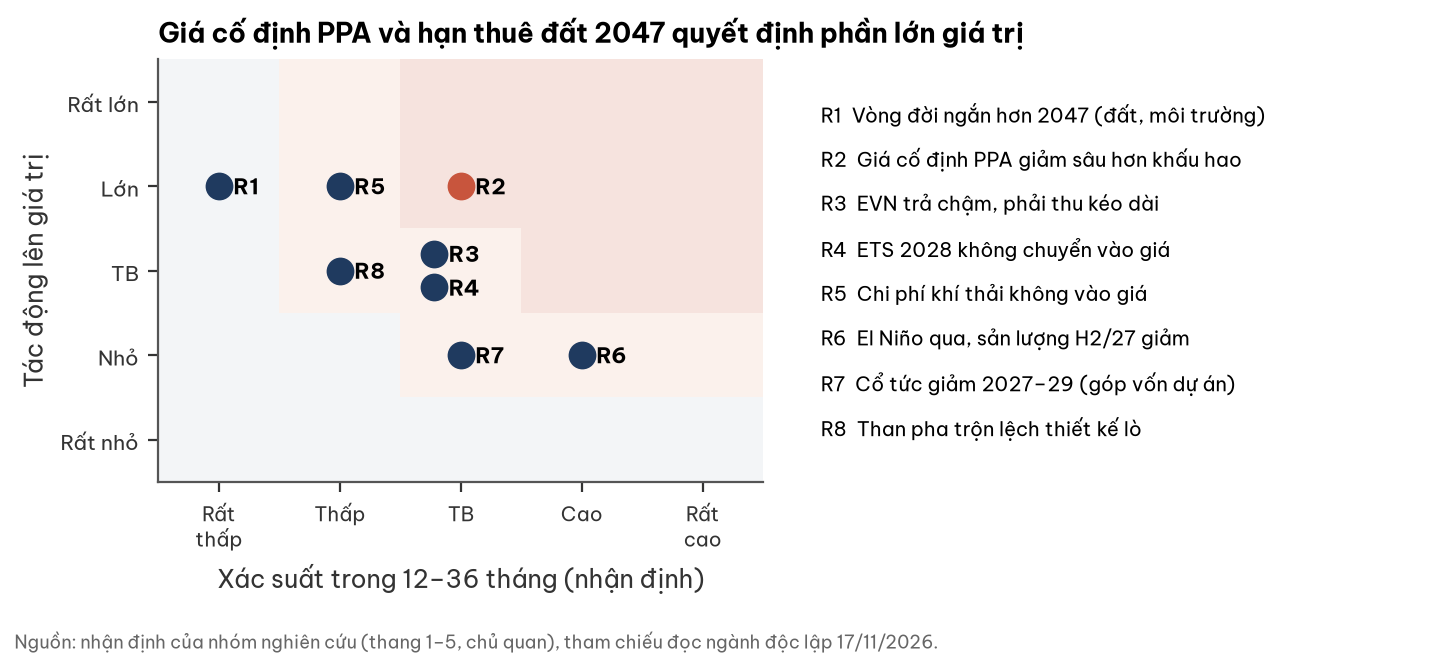 Giá cố định PPA và hạn thuê đất 2047 quyết định phần lớn giá trị
Tác động lên giá trị
Rất lớn
Lớn
TB
Nhỏ
Rất nhỏ
R1
R5
R2
R3
R8
R4
R7
R6
Rất thấp
Thấp
TB
Cao
Rất cao
Xác suất trong 12–36 tháng (nhận định)
R1 Vòng đời ngắn hơn 2047 (đất, môi trường)
R2 Giá cố định PPA giảm sâu hơn khấu hao
R3 EVN trả chậm, phải thu kéo dài
R4 ETS 2028 không chuyển vào giá
R5 Chi phí khí thải không vào giá
R6 El Niño qua, sản lượng H2/27 giảm
R7 Cổ tức giảm 2027–29 (góp vốn dự án)
R8 Than pha trộn lệch thiết kế lò
Nguồn: nhận định của nhóm nghiên cứu (thang 1–5, chủ quan), tham chiếu đọc ngành độc lập 17/11/2026.